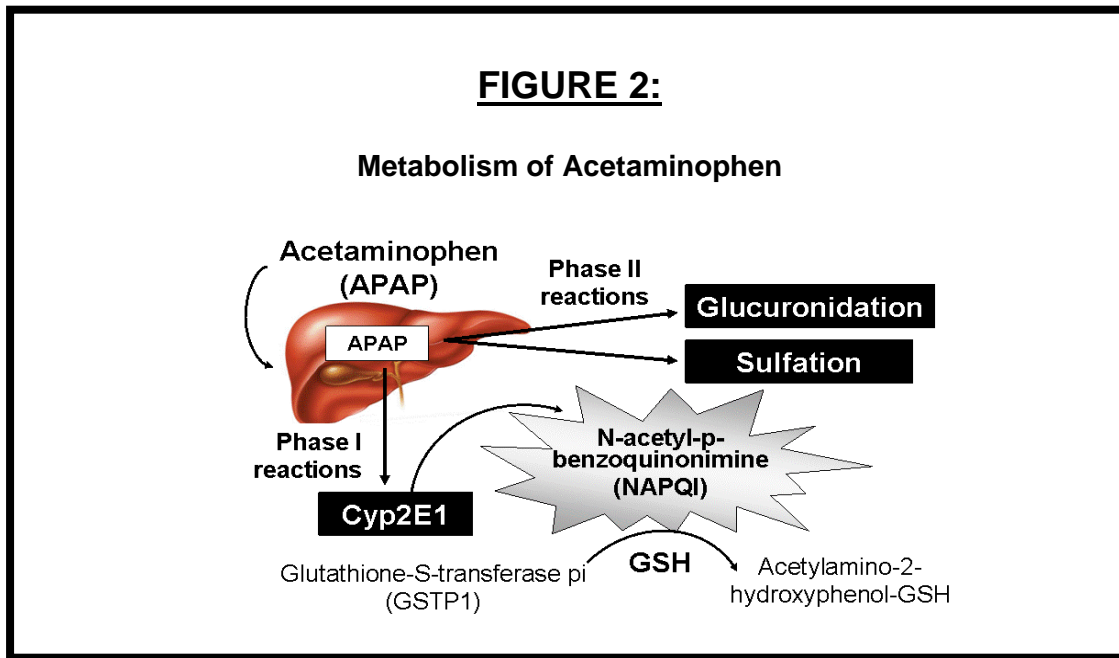 FIGURE 2:
Metabolism of Acetaminophen
Acetaminophen
(APAP)
Phase II
reactions
Glucuronidation
APAP
Sulfation
Phase I
reactions
N-acetyl-p-
benzoquinonimine
(NAPQI)
Cyp2E1
GSH
Glutathione-S-transferase pi
(GSTP1)
Acetylamino-2-
hydroxyphenol-GSH